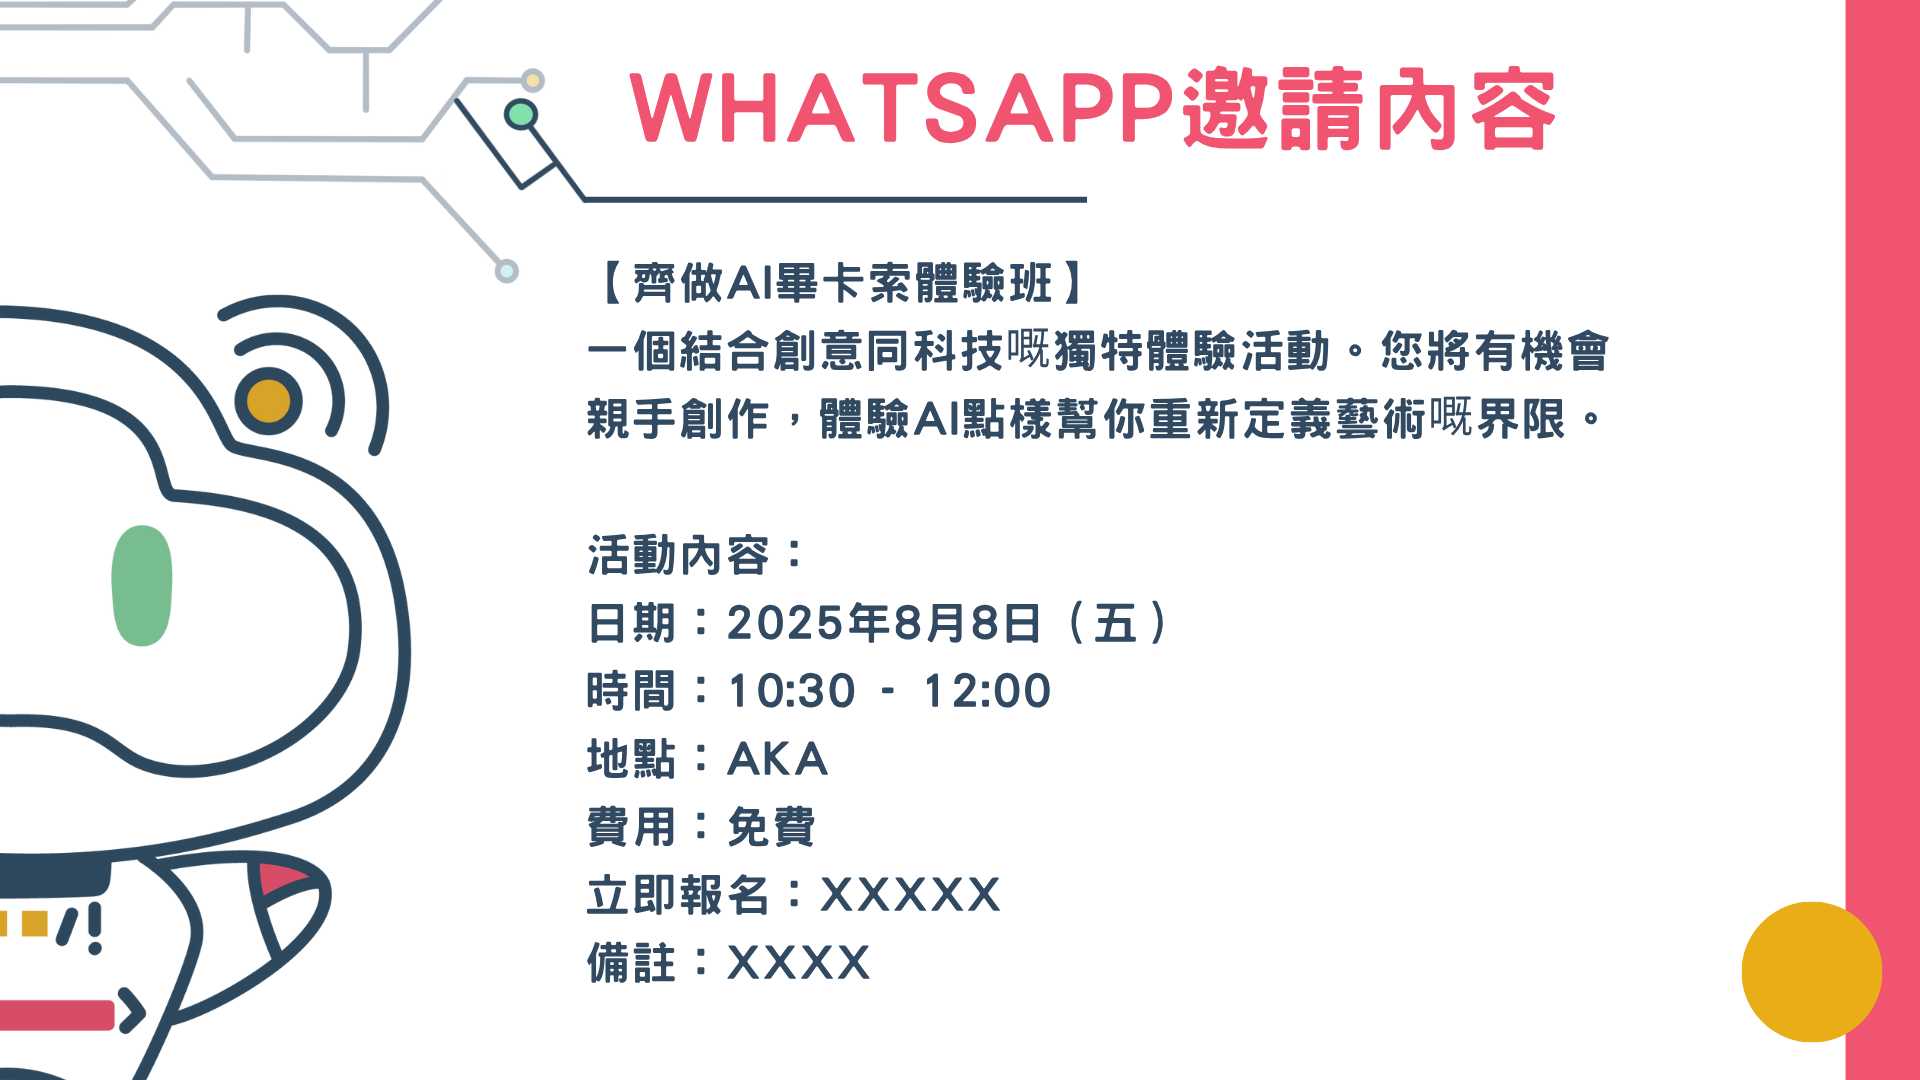 WHATSAPP邀請內容
【齊做AI畢卡索體驗班】
一個結合創意同科技嘅獨特體驗活動。您將有機會
親手創作，體驗AI點樣幫你重新定義藝術嘅界限。
活動內容：
日期：2025年8月8日（五）
時間：10:30 - 12:00
地點：AKA
費用：免費
立即報名：XXXXX
備註：XXXX